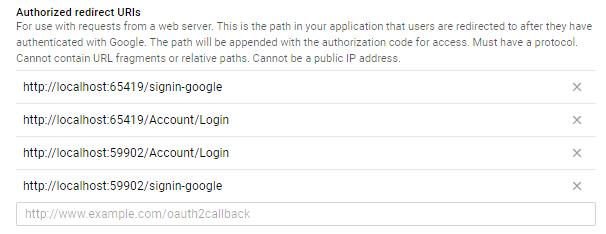 Authorized redirect URIs
For use with requests from a web server. This is the path in your application that users are redirected to after they have
authenticated with Google. The path will be appended with the authorization code for access. Must have a protocol.
Cannot contain URL fragments or relative paths. Cannot be a public IP address.
http://localhost:65419/signin-google
http://localhost:65419/Account/Login
http://localhost:59902/Account/Login
http://localhost:59902/signin-google
http://www.example.com/oauth2callback